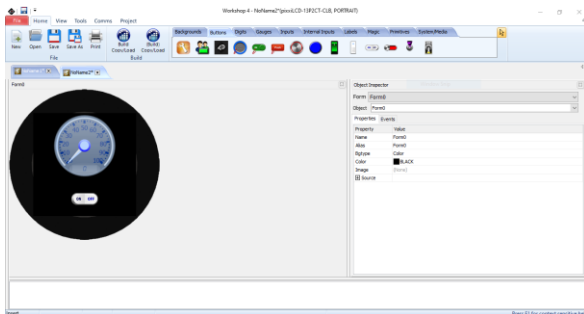 Workshop 4 - NoName2*(pixxiLCD-13P2CT-CLB, PORTRAIT)
File Home View Tools Comms Project
New Open Save Save As Print
Build Copy/Load
(Build) Copy/Load
File Build
Backgrounds Buttons Digits Gauges Inputs Internal Inputs Labels Magic Primitives System/Media
NoName2*
Form0
ON OFF
Object Inspector
Form Form0
Object Form0
Properties Events
Property Value
Name Form0
Alias Form0
Bgtype Color
Color BLACK
Image (None)
Source